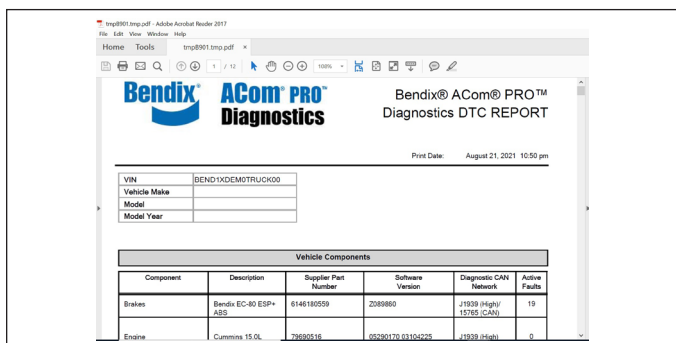 tmpB901.tmp.pdf - Adobe Acrobat Reader 2017
File Edit View Window Help
Home Tools tmpB901.tmp.pdf ×
1 / 12 100%
Bendix® ACom® PRO™
Diagnostics
Bendix® ACom® PRO™
Diagnostics DTC REPORT
Print Date: August 21, 2021 10:50 pm
VIN BEND1XDEM0TRUCK00
Vehicle Make
Model
Model Year
Vehicle Components
Component Description Supplier Part Number Software Version Diagnostic CAN Network Active Faults
Brakes Bendix EC-80 ESP+ ABS 6146180559 Z089860 J1939 (High)/ 15765 (CAN) 19
Engine Cummins 15.0L 79690516 05290170 03104225 J1939 (High) 0